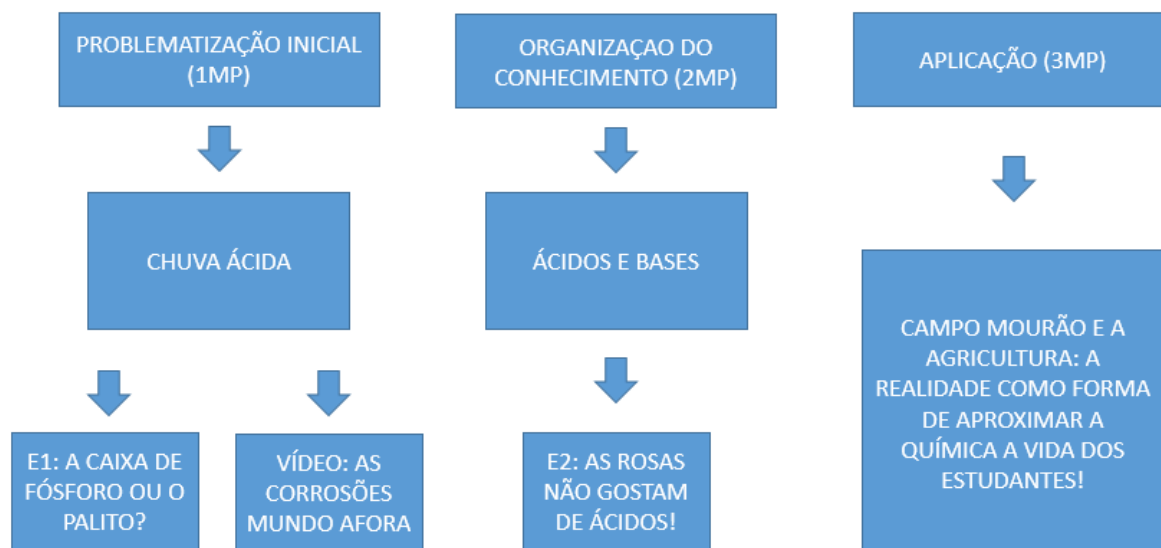 PROBLEMATIZAÇÃO INICIAL
(1MP)
ORGANIZAÇAO DO
CONHECIMENTO (2MP)
APLICAÇÃO (3MP)
CHUVA ÁCIDA
ÁCIDOS E BASES
CAMPO MOURÃO E A
AGRICULTURA: A
REALIDADE COMO FORMA
DE APROXIMAR A
QUÍMICA A VIDA DOS
ESTUDANTES!
E1: A CAIXA DE
FÓSFORO OU O
PALITO?
VÍDEO: AS
CORROSÕES
MUNDO AFORA
E2: AS ROSAS
NÃO GOSTAM
DE ÁCIDOS!